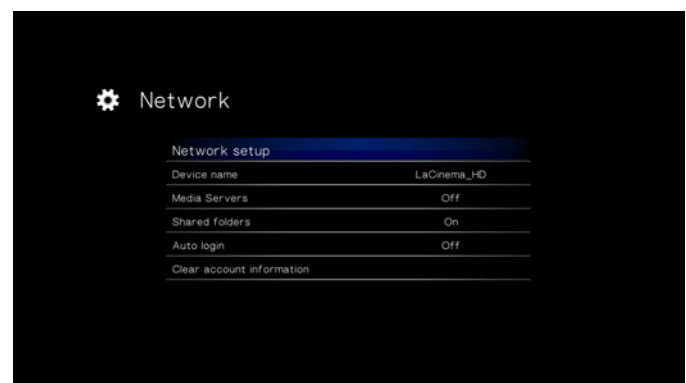 Network
Network setup
Device name LaCinema_HD
Media Servers Off
Shared folders On
Auto login Off
Clear account information